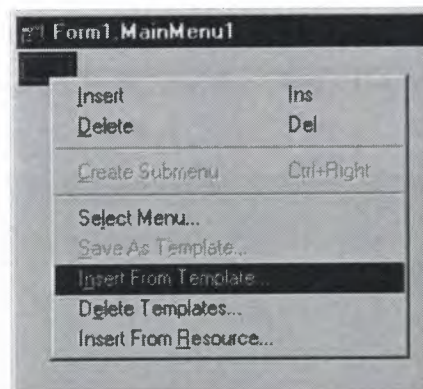 Form1.MainMenu1
Insert Ins
Delete Del
Create Submenu Ctrl+Right
Select Menu...
Save As Template...
Insert From Template...
Delete Templates...
Insert From Resource...